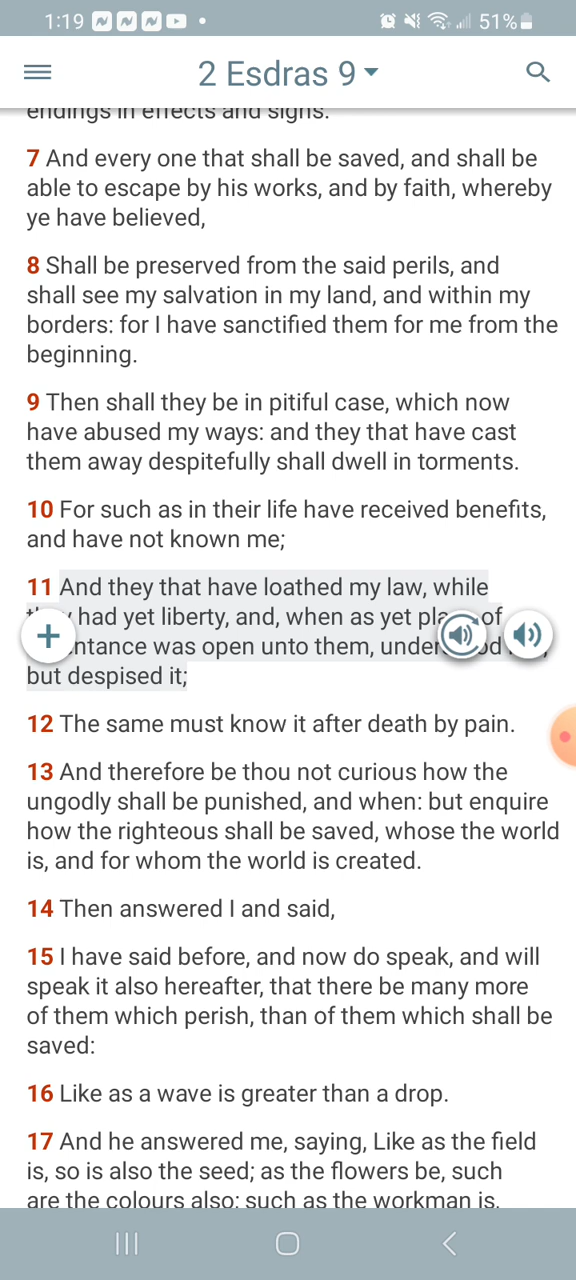 1:19
51%
2 Esdras 9
endings in effects and signs.
7 And every one that shall be saved, and shall be
able to escape by his works, and by faith, whereby
ye have believed,
8 Shall be preserved from the said perils, and
shall see my salvation in my land, and within my
borders: for I have sanctified them for me from the
beginning.
9 Then shall they be in pitiful case, which now
have abused my ways: and they that have cast
them away despitefully shall dwell in torments.
10 For such as in their life have received benefits,
and have not known me;
11 And they that have loathed my law, while
had yet liberty, and, when as yet of
was open unto them,
but despised it;
12 The same must know it after death by pain.
13 And therefore be thou not curious how the
ungodly shall be punished, and when: but enquire
how the righteous shall be saved, whose the world
is, and for whom the world is created.
14 Then answered I and said,
15 I have said before, and now do speak, and will
speak it also hereafter, that there be many more
of them which perish, than of them which shall be
saved:
16 Like as a wave is greater than a drop.
17 And he answered me, saying, Like as the field
is, so is also the seed; as the flowers be, such
are the colours also: such as the workman is,